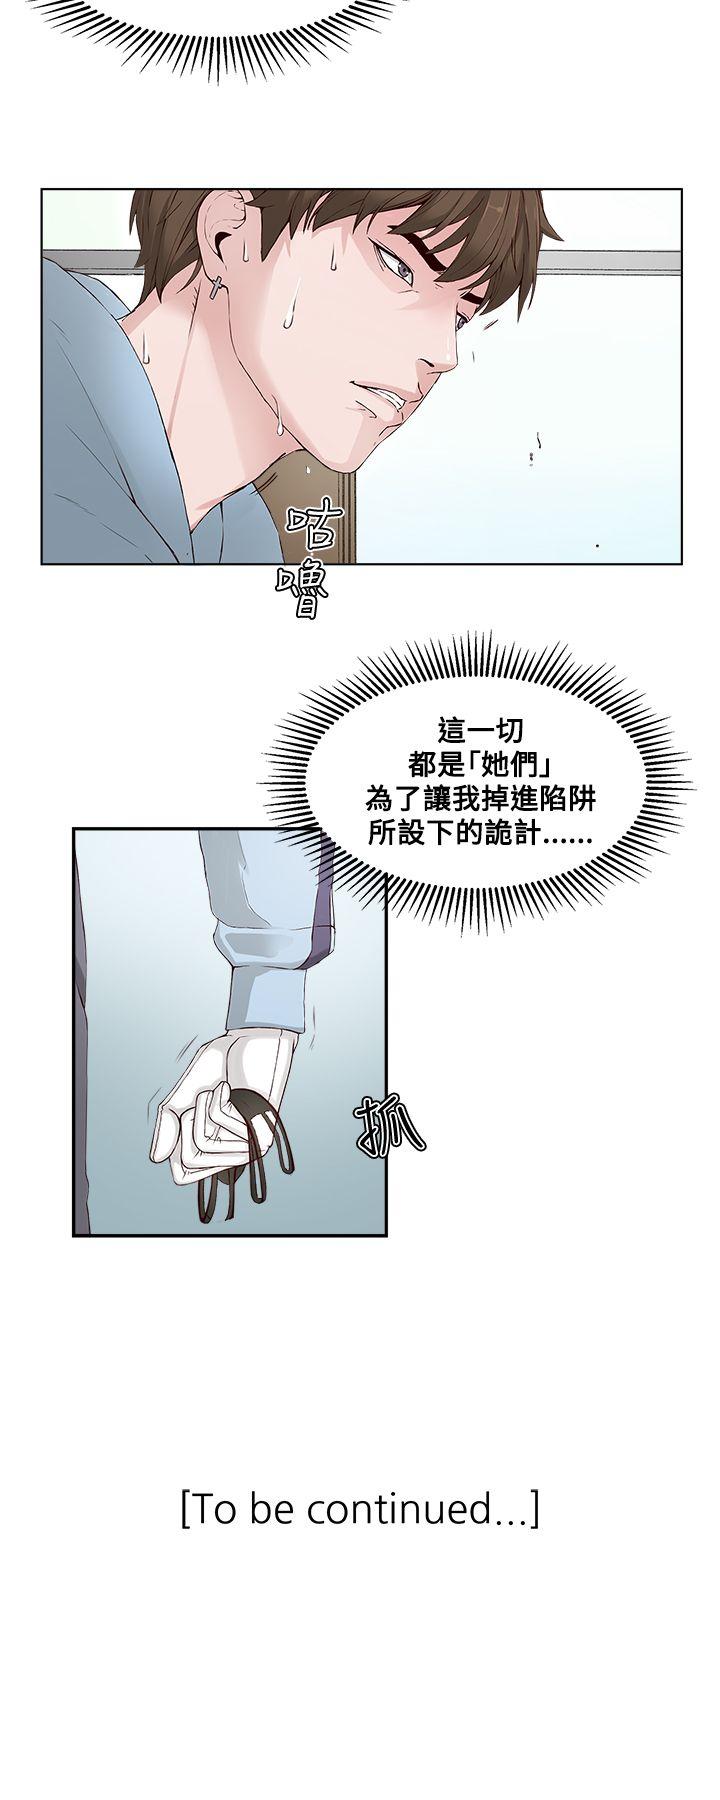 咕
嚕
這一切
都是「她們」
為了讓我掉進陷阱
所設下的詭計......
抓
[To be continued...]